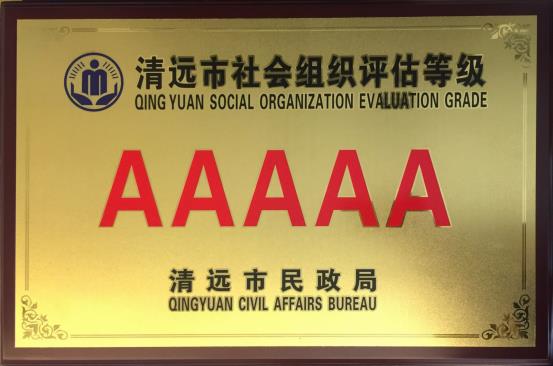 清远市社会组织评估等级
QING YUAN SOCIAL ORGANIZATION EVALUATION GRADE
AAAAA
清远市民政局
QINGYUAN CIVIL AFFAIRS BUREAU